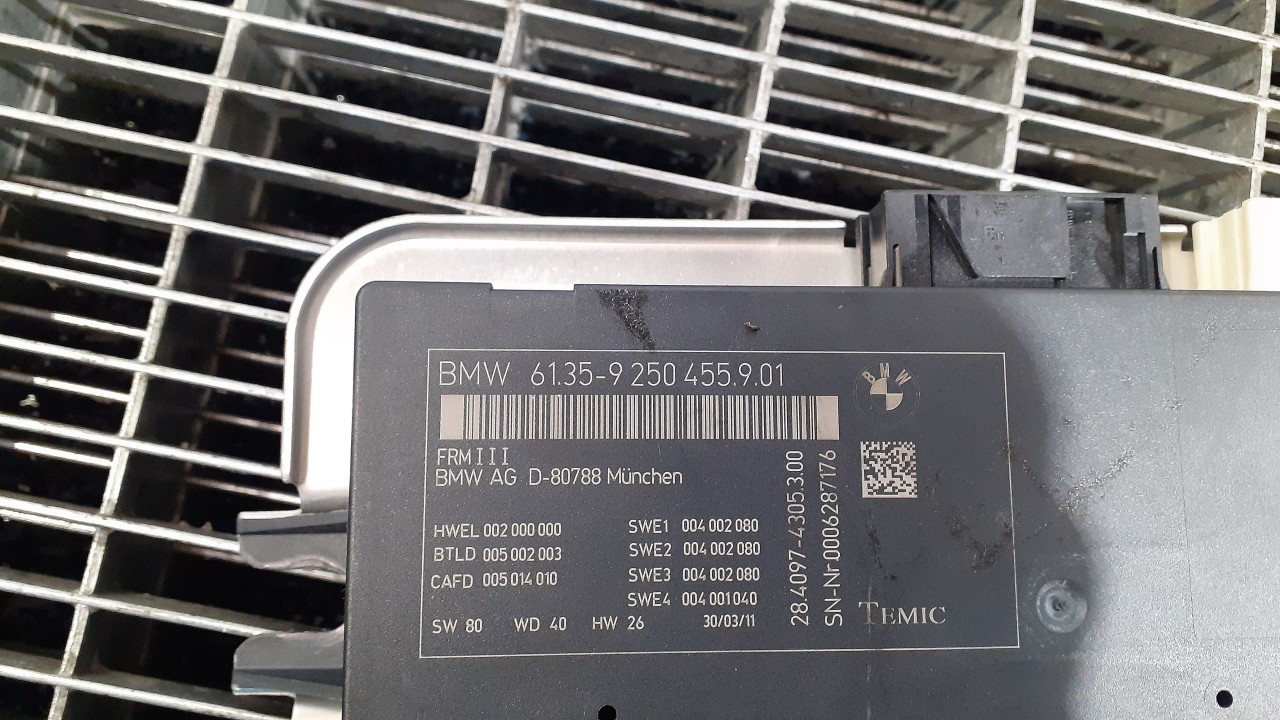 BMW 61.35-9 250 455.9.01
BMW
FRMIII
BMW AG D-80788 München
HWEL 002 000 000
BTLD 005 002 003
CAFD 005 014 010
SWE1 004 002 080
SWE2 004 002 080
SWE3 004 002 080
SWE4 004 001 040
SW 80 WD 40 HW 26 30/03/11
28.4097-4305.3.00
SN-Nr.0006287176
TEMIC